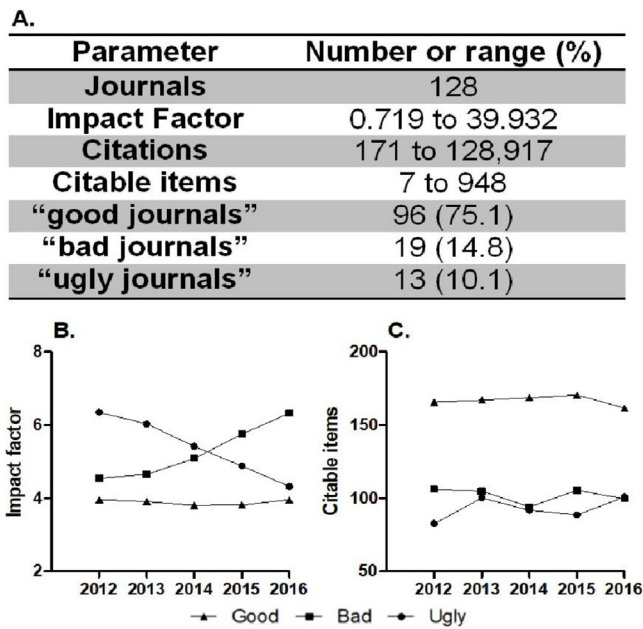 A.
Parameter Number or range (%)
Journals 128
Impact Factor 0.719 to 39.932
Citations 171 to 128,917
Citable items 7 to 948
“good journals” 96 (75.1)
“bad journals” 19 (14.8)
“ugly journals” 13 (10.1)
B.
8
6
4
2
Impact factor
2012 2013 2014 2015 2016
C.
200
150
100
50
Citable items
2012 2013 2014 2015 2016
Good Bad Ugly